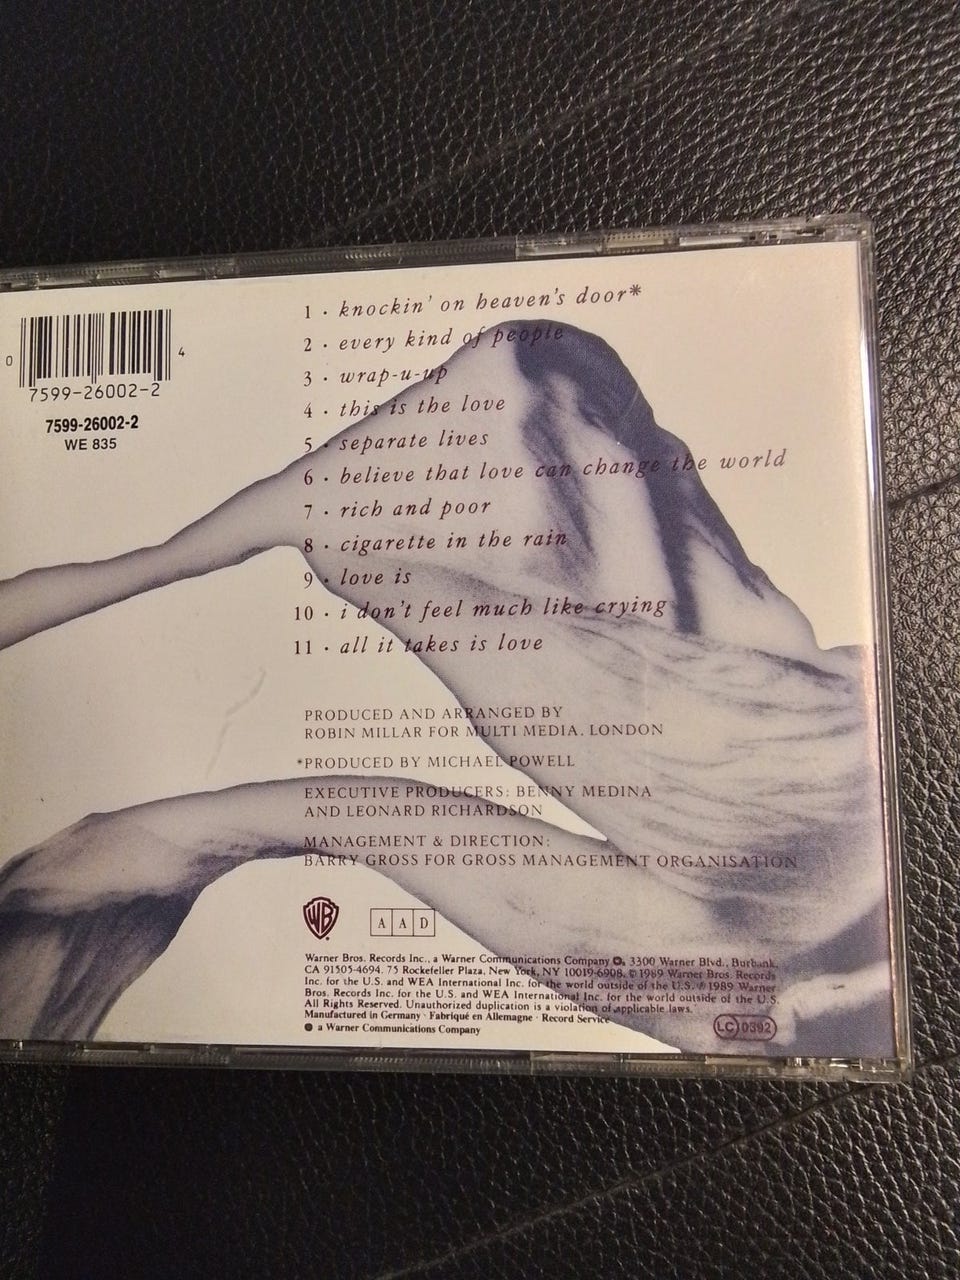 0
4
7599-26002-2
7599-26002-2
WE 835
1 · knockin' on heaven's door*
2 · every kind of people
3 · wrap-u-up
4 · this is the love
5 · separate lives
6 · believe that love can change the world
7 · rich and poor
8 · cigarette in the rain
9 · love is
10 · i don't feel much like crying
11 · all it takes is love
PRODUCED AND ARRANGED BY
ROBIN MILLAR FOR MULTI MEDIA. LONDON
*PRODUCED BY MICHAEL POWELL
EXECUTIVE PRODUCERS: BENNY MEDINA
AND LEONARD RICHARDSON
MANAGEMENT & DIRECTION:
BARRY GROSS FOR GROSS MANAGEMENT ORGANISATION
WB
A A D
Warner Bros. Records Inc., a Warner Communications Company, 3300 Warner Blvd., Burbank,
CA 91505-4694. 75 Rockefeller Plaza, New York, NY 10019-6908. © 1989 Warner Bros. Records
Inc. for the U.S. and WEA International Inc. for the world outside of the U.S. ℗ 1989 Warner
Bros. Records Inc. for the U.S. and WEA International Inc. for the world outside of the U.S.
All Rights Reserved. Unauthorized duplication is a violation of applicable laws.
Manufactured in Germany · Fabriqué en Allemagne · Record Service
a Warner Communications Company
LC 0392